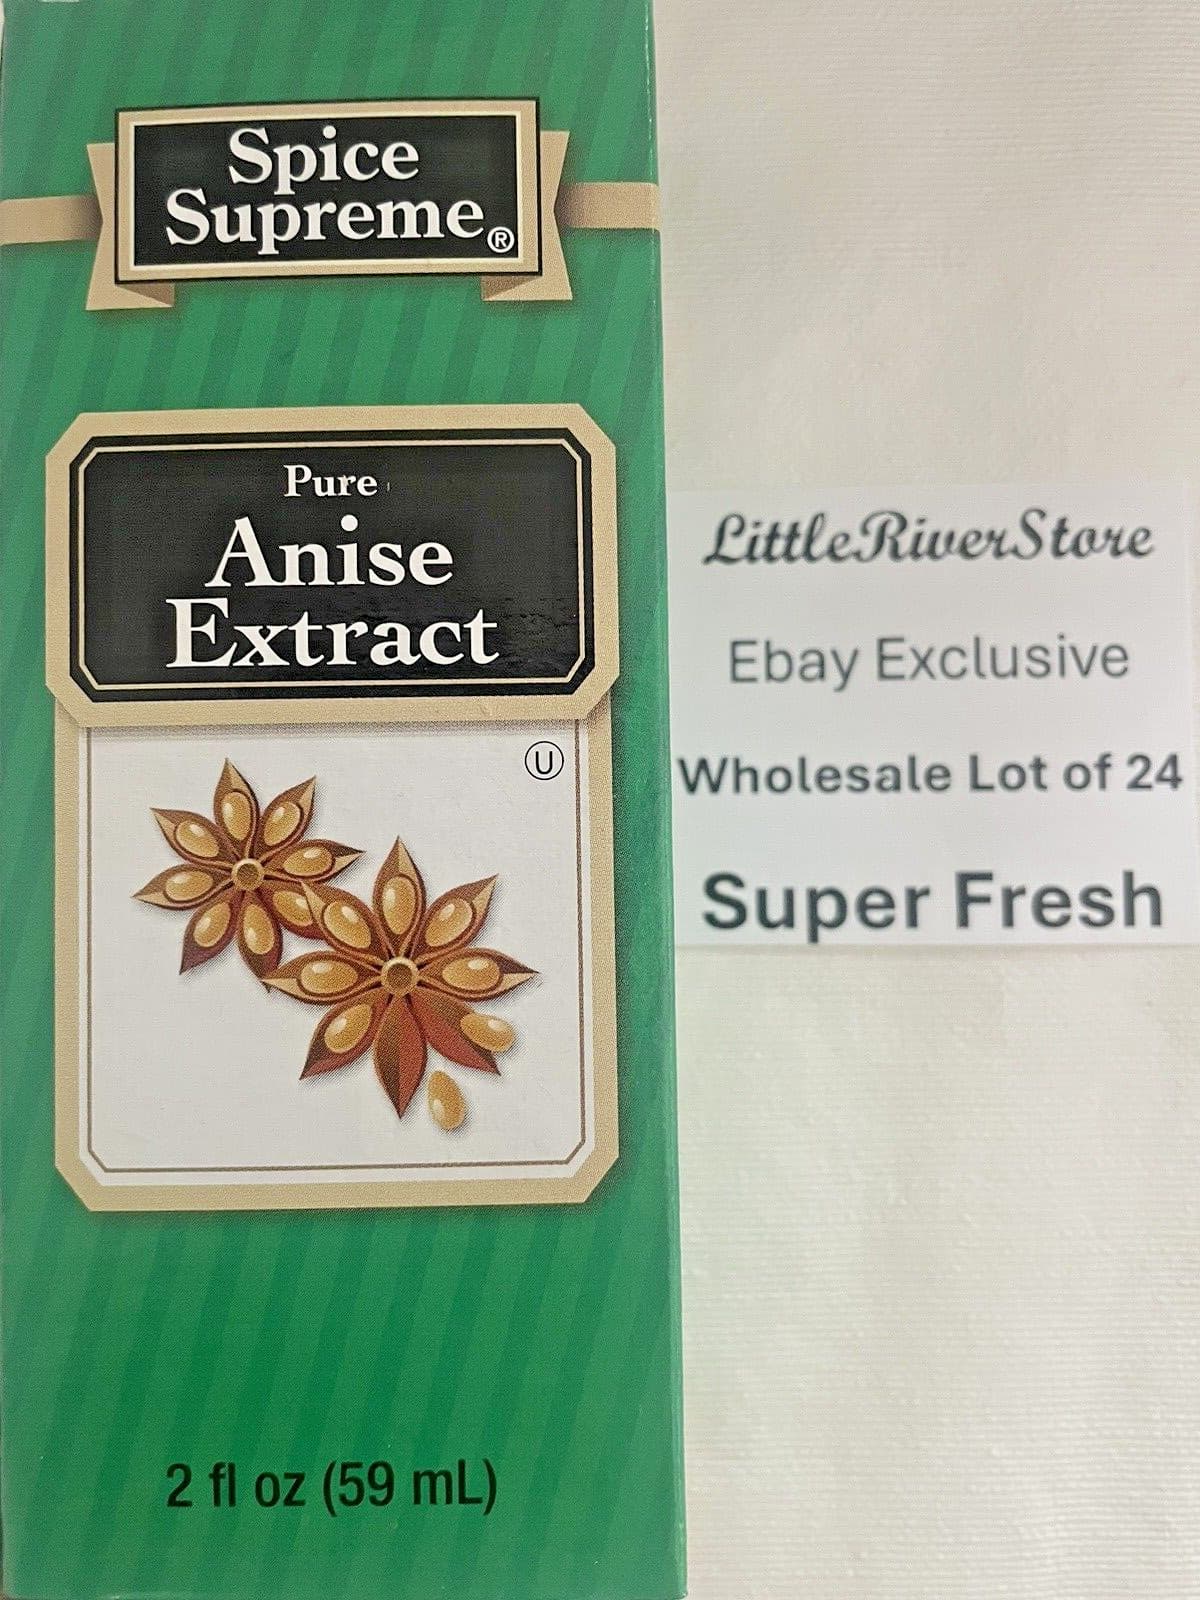 Spice
Supreme®
Pure
Anise
Extract
Ⓤ
2 fl oz (59 mL)
LittleRiverStore
Ebay Exclusive
Wholesale Lot of 24
Super Fresh